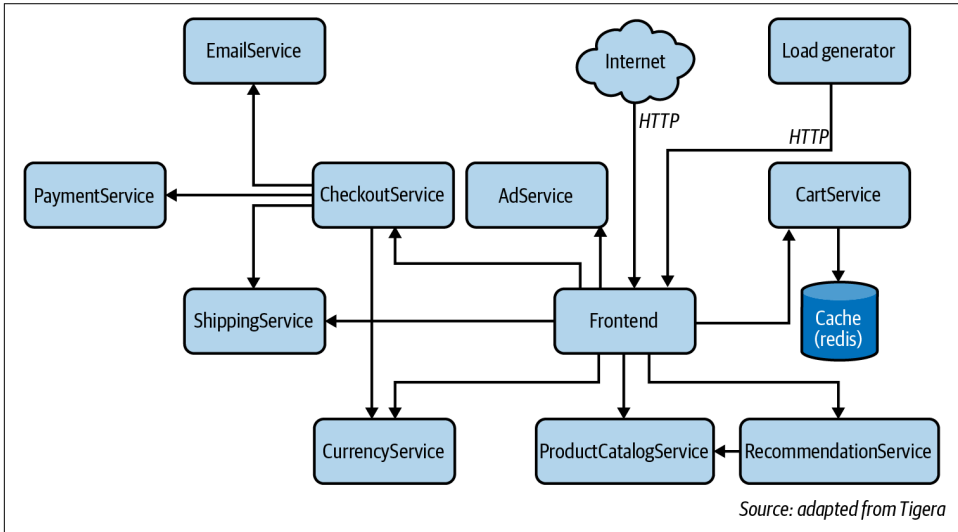 EmailService
Internet
Load generator
HTTP
HTTP
PaymentService
CheckoutService
AdService
CartService
ShippingService
Frontend
Cache
(redis)
CurrencyService
ProductCatalogService
RecommendationService
Source: adapted from Tigera